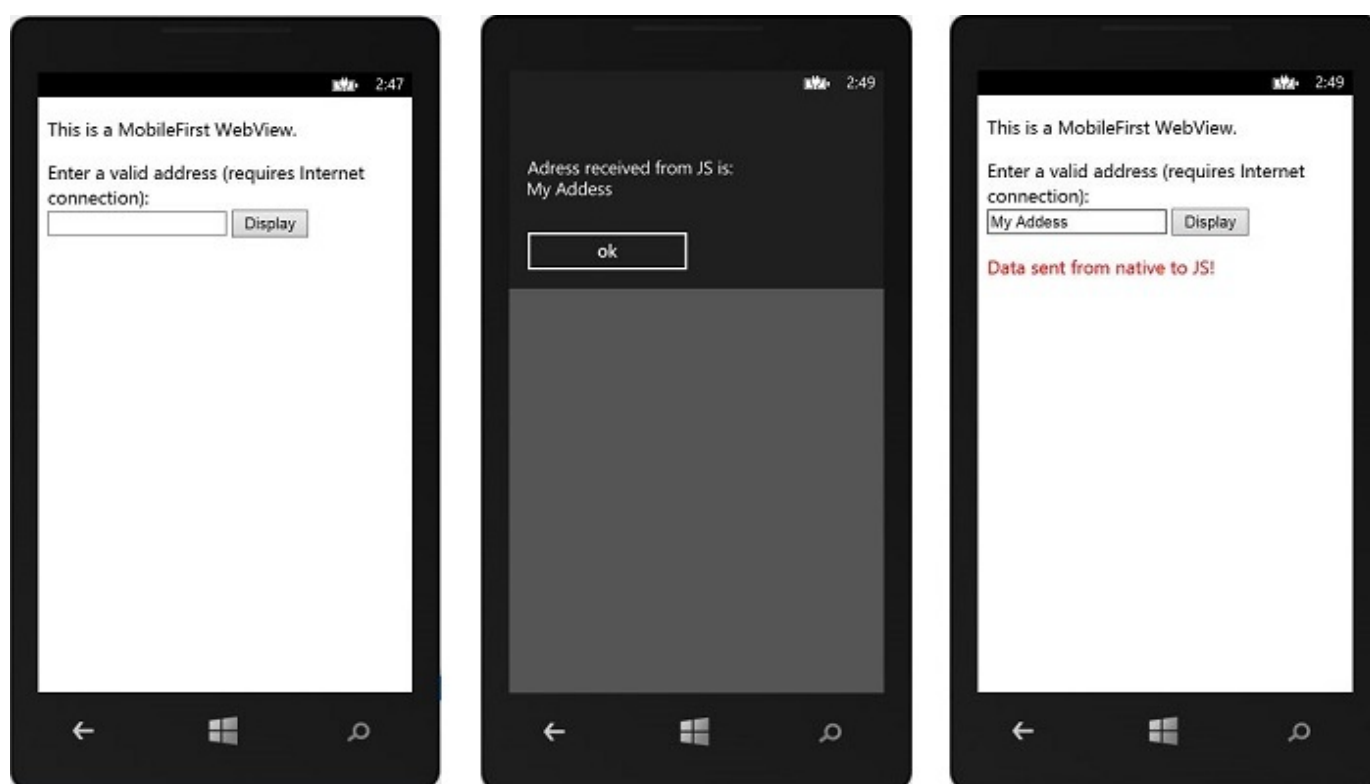 2:47
This is a MobileFirst WebView.
Enter a valid address (requires Internet
connection):
Display
2:49
Adress received from JS is:
My Addess
ok
2:49
This is a MobileFirst WebView.
Enter a valid address (requires Internet
connection):
My Addess Display
Data sent from native to JS!